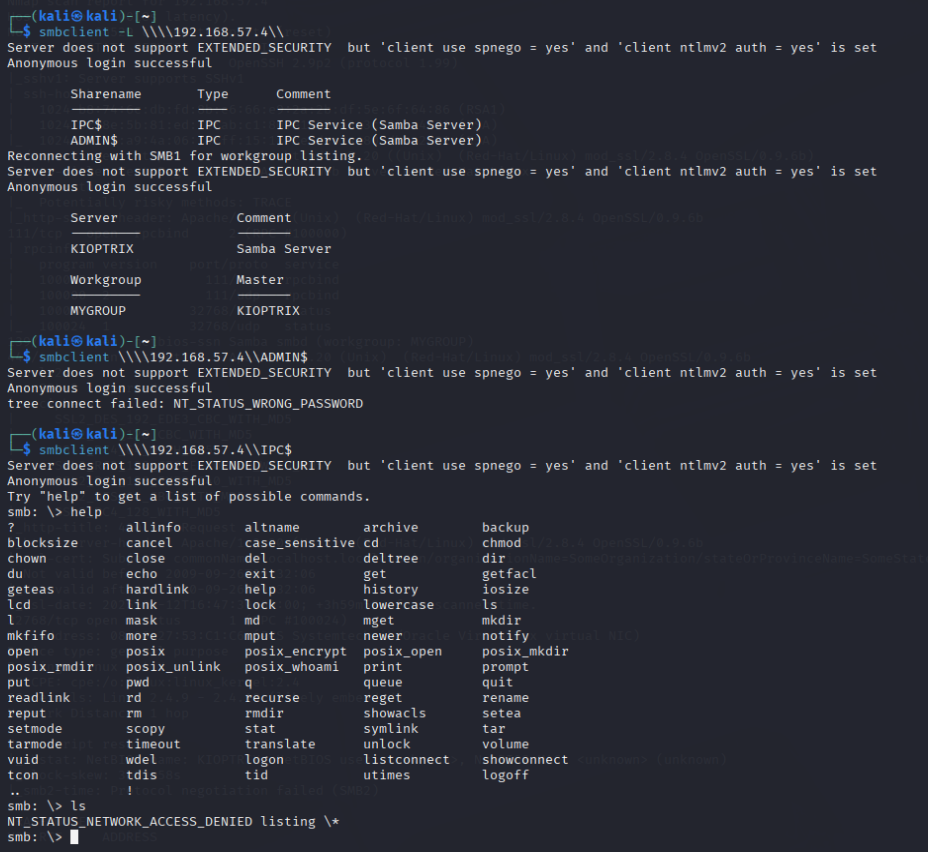 ┌──(kali㉿kali)-[~]
└─$ smbclient -L \\\\192.168.57.4\\
Server does not support EXTENDED_SECURITY  but 'client use spnego = yes' and 'client ntlmv2 auth = yes' is set
Anonymous login successful
Sharename       Type      Comment
---------       ----      -------
IPC$            IPC       IPC Service (Samba Server)
ADMIN$          IPC       IPC Service (Samba Server)
Reconnecting with SMB1 for workgroup listing.
Server does not support EXTENDED_SECURITY  but 'client use spnego = yes' and 'client ntlmv2 auth = yes' is set
Anonymous login successful
Server               Comment
---------            -------
KIOPTRIX             Samba Server
Workgroup            Master
---------            -------
MYGROUP              KIOPTRIX
┌──(kali㉿kali)-[~]
└─$ smbclient \\\\192.168.57.4\\ADMIN$
Server does not support EXTENDED_SECURITY  but 'client use spnego = yes' and 'client ntlmv2 auth = yes' is set
Anonymous login successful
tree connect failed: NT_STATUS_WRONG_PASSWORD
┌──(kali㉿kali)-[~]
└─$ smbclient \\\\192.168.57.4\\IPC$
Server does not support EXTENDED_SECURITY  but 'client use spnego = yes' and 'client ntlmv2 auth = yes' is set
Anonymous login successful
Try "help" to get a list of possible commands.
smb: \> help
?              allinfo        altname        archive        backup
blocksize      cancel         case_sensitive cd             chmod
chown          close          del            deltree        dir
du             echo           exit           get            getfacl
geteas         hardlink       help           history        iosize
lcd            link           lock           lowercase      ls
l              mask           md             mget           mkdir
mkfifo         more           mput           newer          notify
open           posix          posix_encrypt  posix_open     posix_mkdir
posix_rmdir    posix_unlink   posix_whoami   print          prompt
put            pwd            q              queue          quit
readlink       rd             recurse        reget          rename
reput          rm             rmdir          showacls       setea
setmode        scopy          stat           symlink        tar
tarmode        timeout        translate      unlock         volume
vuid           wdel           logon          listconnect    showconnect
tcon           tdis           tid            utimes         logoff
..             !
smb: \> ls
NT_STATUS_NETWORK_ACCESS_DENIED listing \*
smb: \>